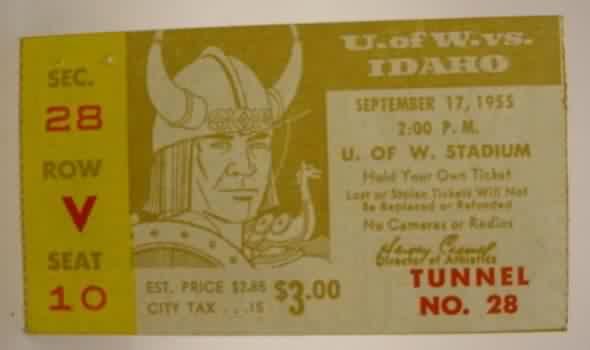 SEC.
28
ROW
V
SEAT
10
U. of W. vs.
IDAHO
SEPTEMBER 17, 1955
2:00 P. M.
U. OF W. STADIUM
Hold Your Own Ticket
Lost or Stolen Tickets Will Not
Be Replaced or Refunded
No Cameras or Radios
Director of Athletics
TUNNEL
NO. 28
EST. PRICE $2.85
CITY TAX . . .15
$3.00